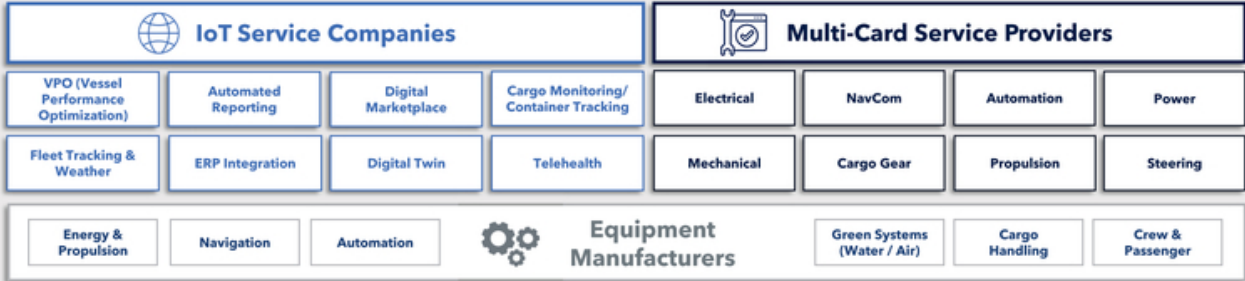 IoT Service Companies
Multi-Card Service Providers
VPO (Vessel
Performance
Optimization)
Automated
Reporting
Digital
Marketplace
Cargo Monitoring/
Container Tracking
Electrical
NavCom
Automation
Power
Fleet Tracking &
Weather
ERP Integration
Digital Twin
Telehealth
Mechanical
Cargo Gear
Propulsion
Steering
Energy &
Propulsion
Navigation
Automation
Equipment
Manufacturers
Green Systems
(Water / Air)
Cargo
Handling
Crew &
Passenger